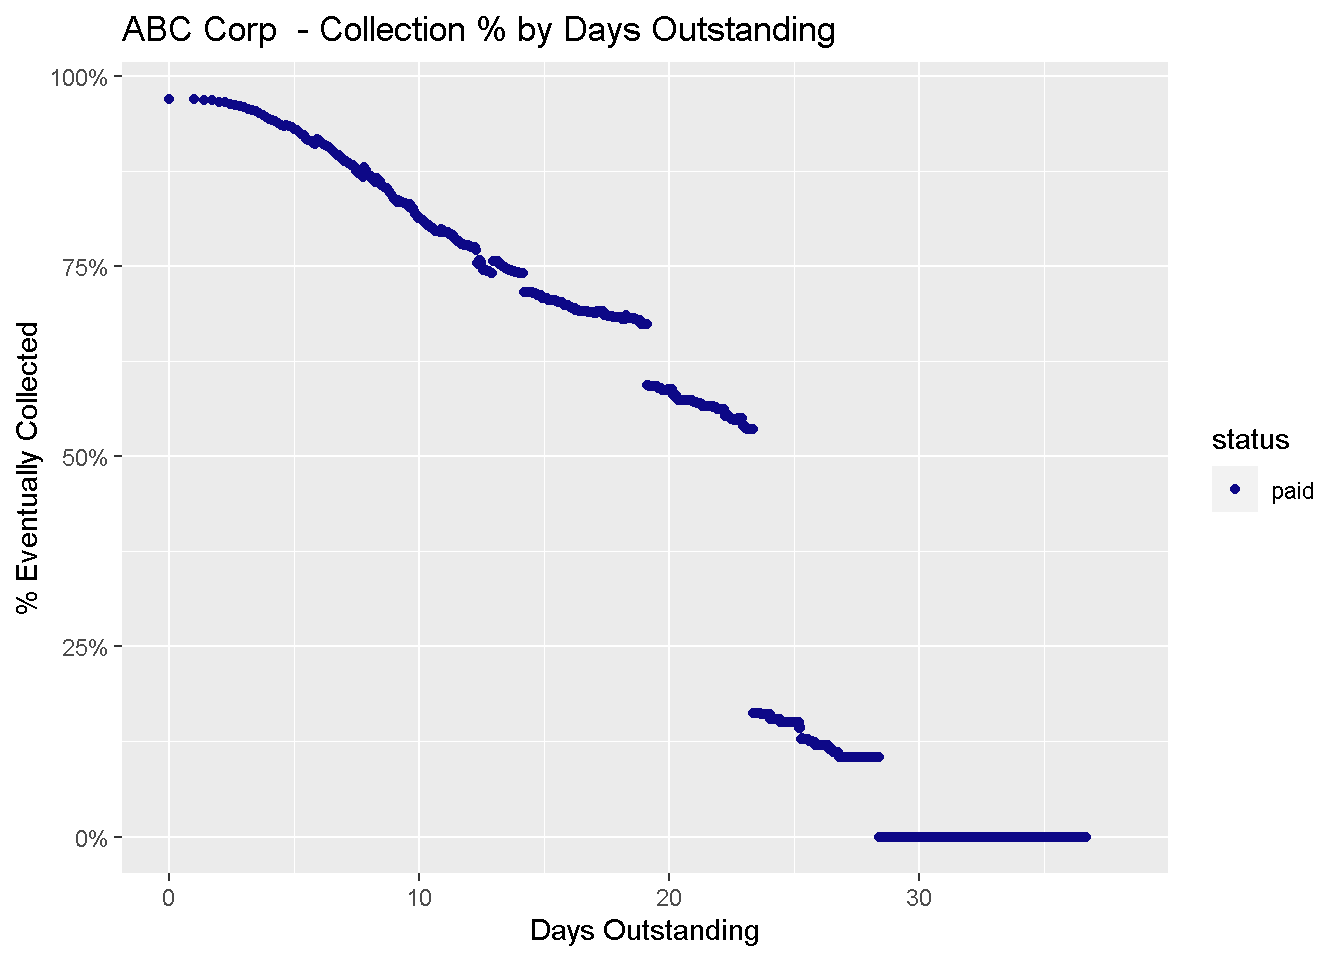 ABC Corp  - Collection % by Days Outstanding
100%
75%
50%
25%
0%
% Eventually Collected
0 10 20 30
Days Outstanding
status
paid